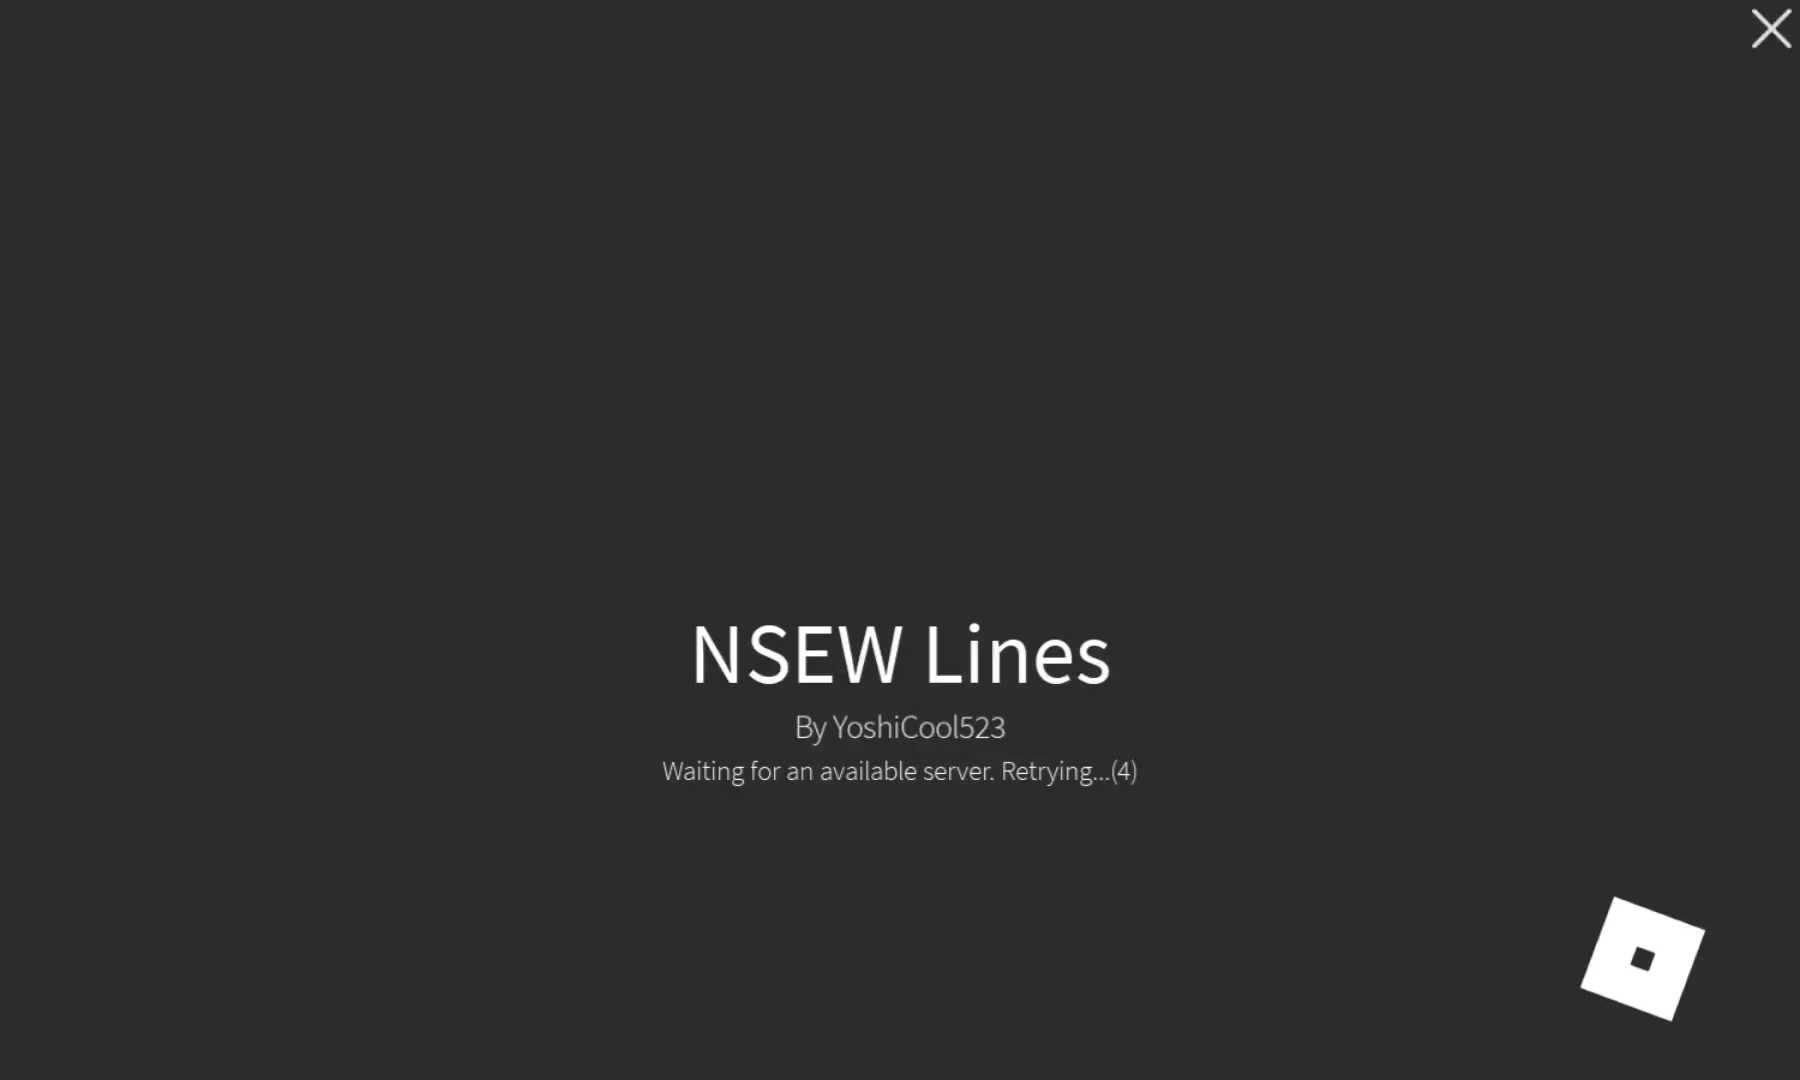 NSEW Lines
By YoshiCool523
Waiting for an available server. Retrying...(4)